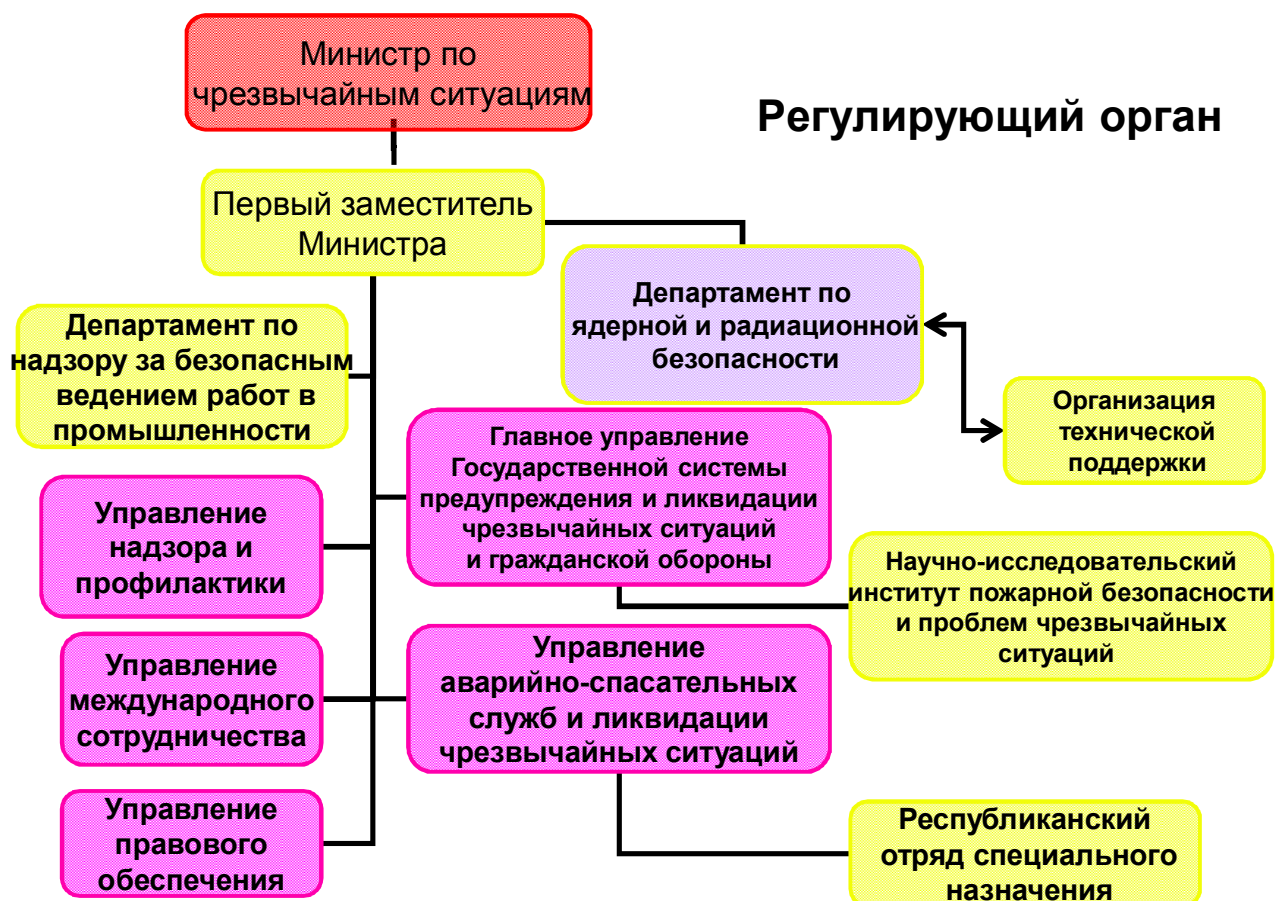 Министр по
чрезвычайным ситуациям
Регулирующий орган
Первый заместитель
Министра
Департамент по
ядерной и радиационной
безопасности
Департамент по
надзору за безопасным
ведением работ в
промышленности
Организация
технической
поддержки
Главное управление
Государственной системы
предупреждения и ликвидации
чрезвычайных ситуаций
и гражданской обороны
Управление
надзора и
профилактики
Научно-исследовательский
институт пожарной безопасности
и проблем чрезвычайных
ситуаций
Управление
международного
сотрудничества
Управление
аварийно-спасательных
служб и ликвидации
чрезвычайных ситуаций
Управление
правового
обеспечения
Республиканский
отряд специального
назначения